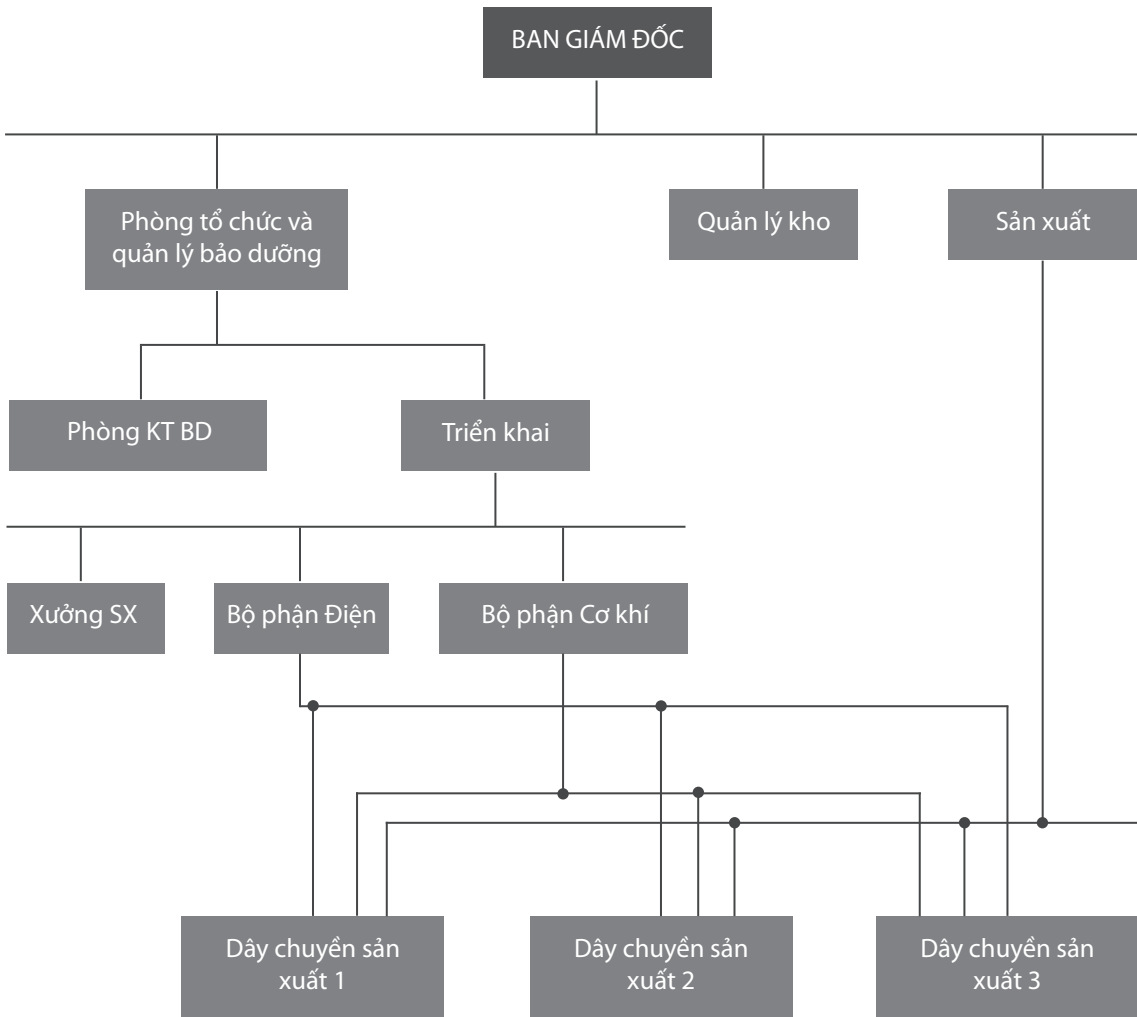 BAN GIÁM ĐỐC
Phòng tổ chức và
quản lý bảo dưỡng
Quản lý kho
Sản xuất
Phòng KT BD
Triển khai
Xưởng SX
Bộ phận Điện
Bộ phận Cơ khí
Dây chuyền sản
xuất 1
Dây chuyền sản
xuất 2
Dây chuyền sản
xuất 3